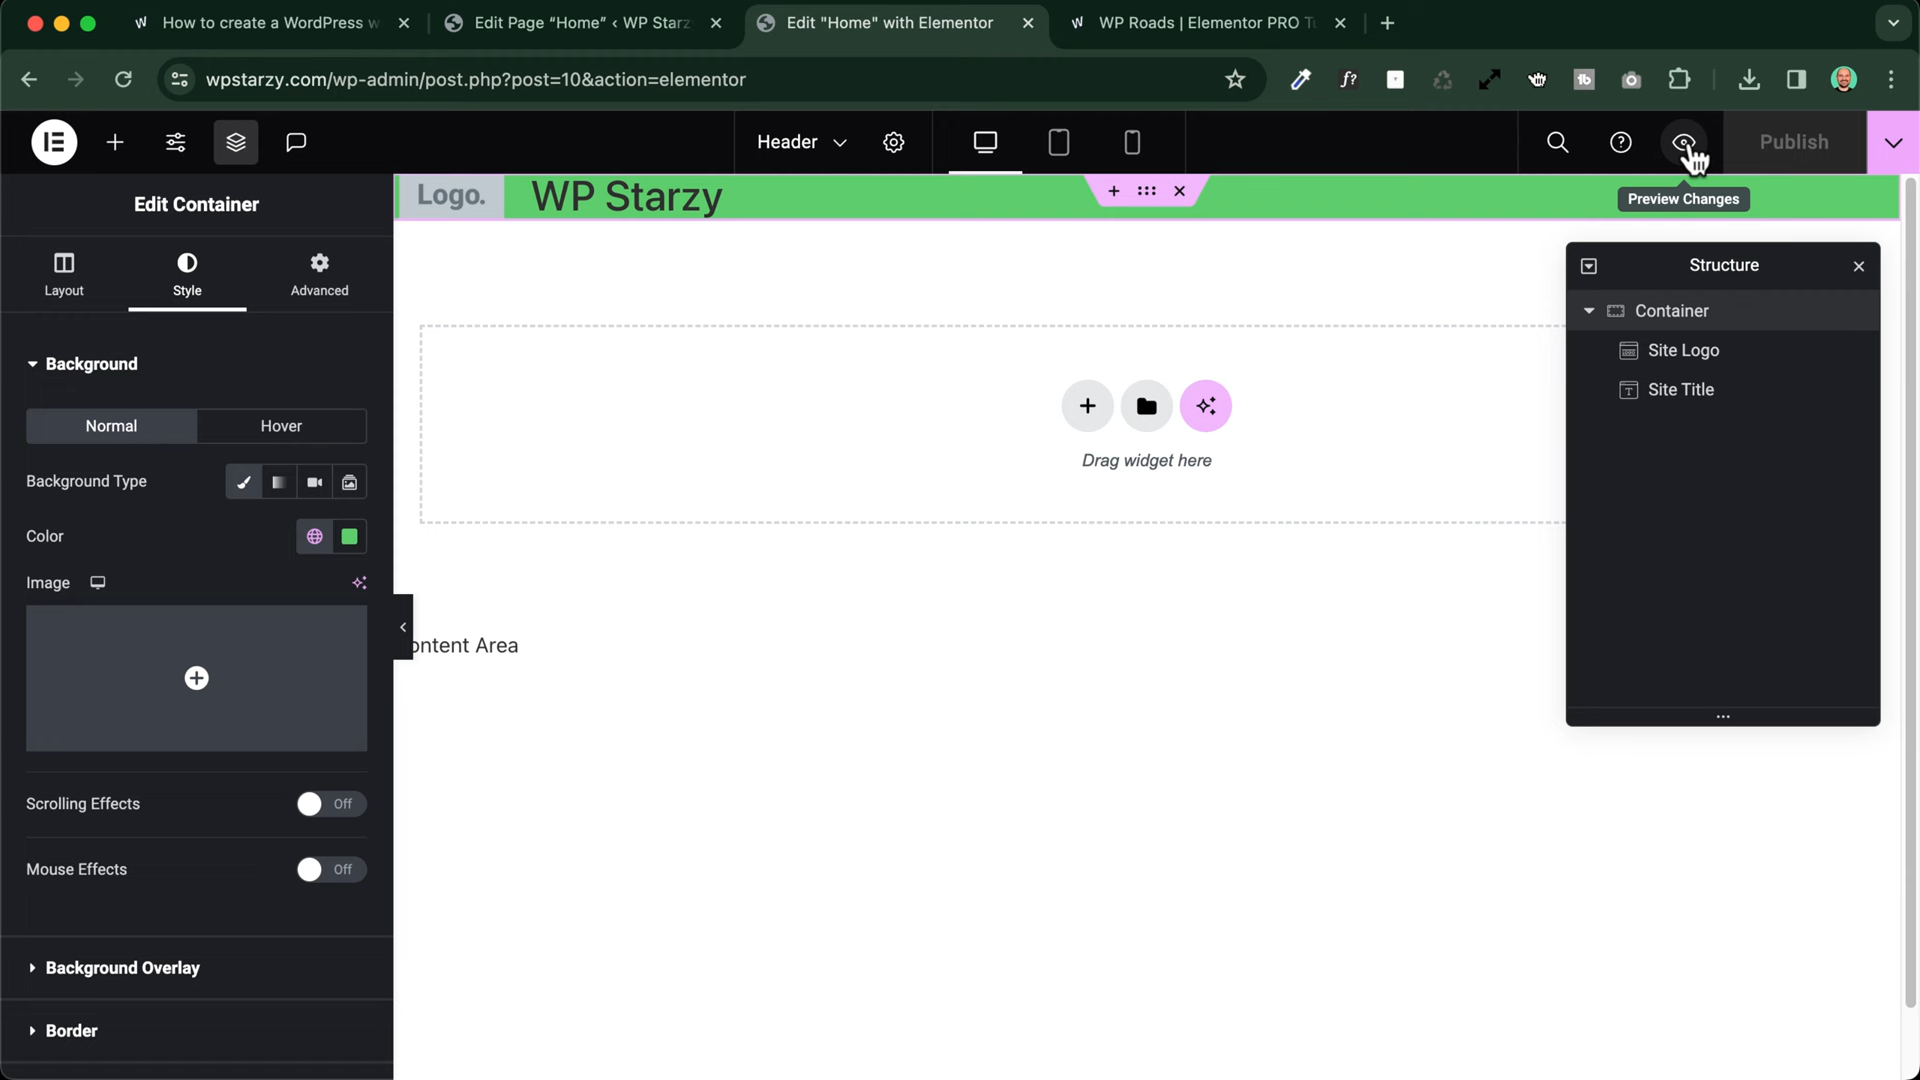 How to create a WordPress w
Edit Page “Home” ‹ WP Starz
Edit "Home" with Elementor
WP Roads | Elementor PRO Tu
wpstarzy.com/wp-admin/post.php?post=10&action=elementor
Header
Publish
Preview Changes
Edit Container
Layout
Style
Advanced
Background
Normal
Hover
Background Type
Color
Image
Scrolling Effects
Off
Mouse Effects
Off
Background Overlay
Border
Logo.
WP Starzy
Drag widget here
ontent Area
Structure
Container
Site Logo
Site Title